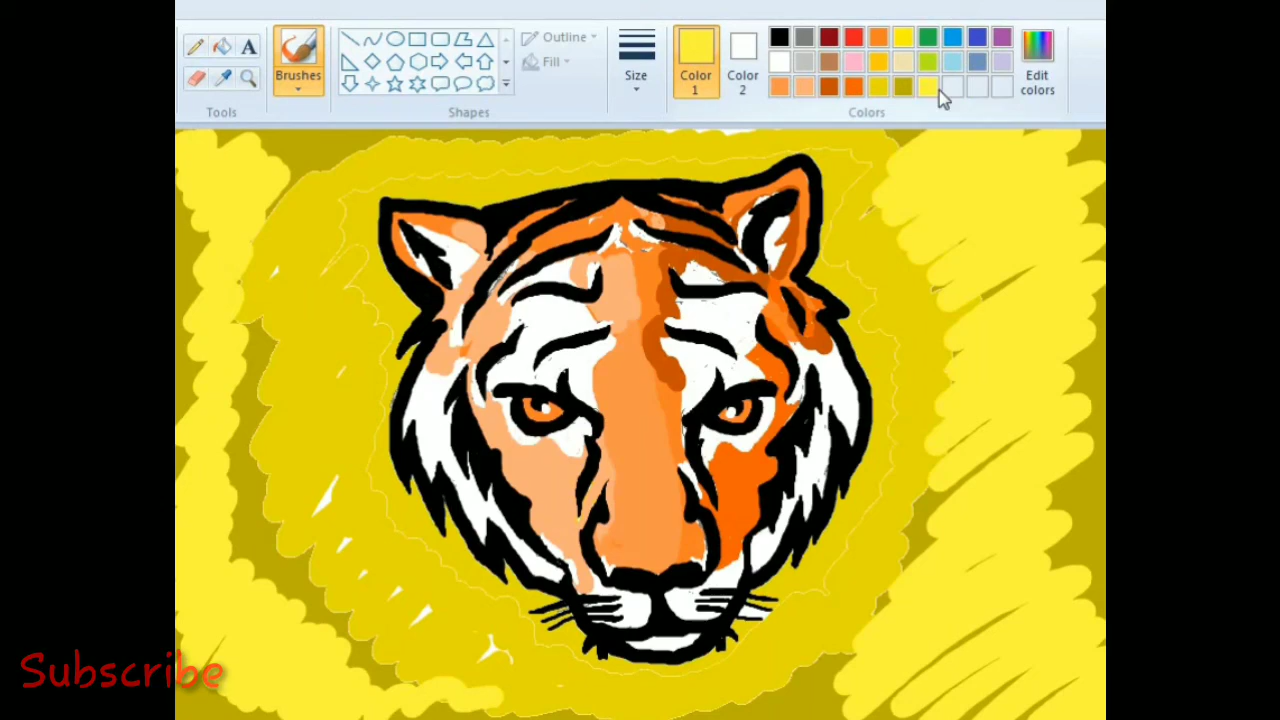 Outline
Fill
Brushes
Size
Color 1
Color 2
Edit colors
Tools
Shapes
Colors
A
Subscribe